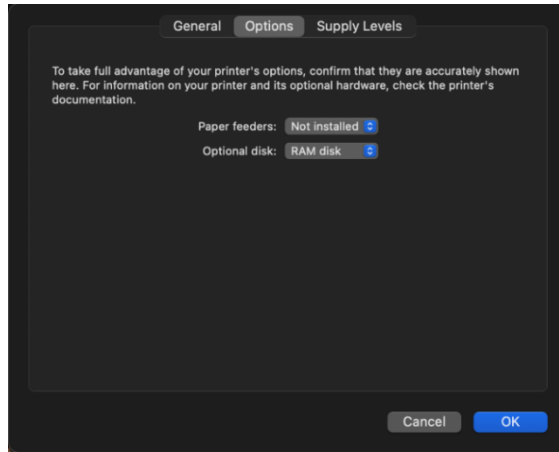 General Options Supply Levels
To take full advantage of your printer's options, confirm that they are accurately shown
here. For information on your printer and its optional hardware, check the printer's
documentation.
Paper feeders: Not installed
Optional disk: RAM disk
Cancel OK